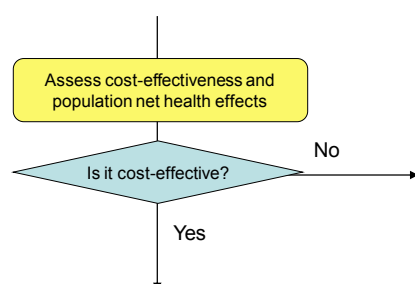 Assess cost-effectiveness and
population net health effects
Is it cost-effective?
No
Yes